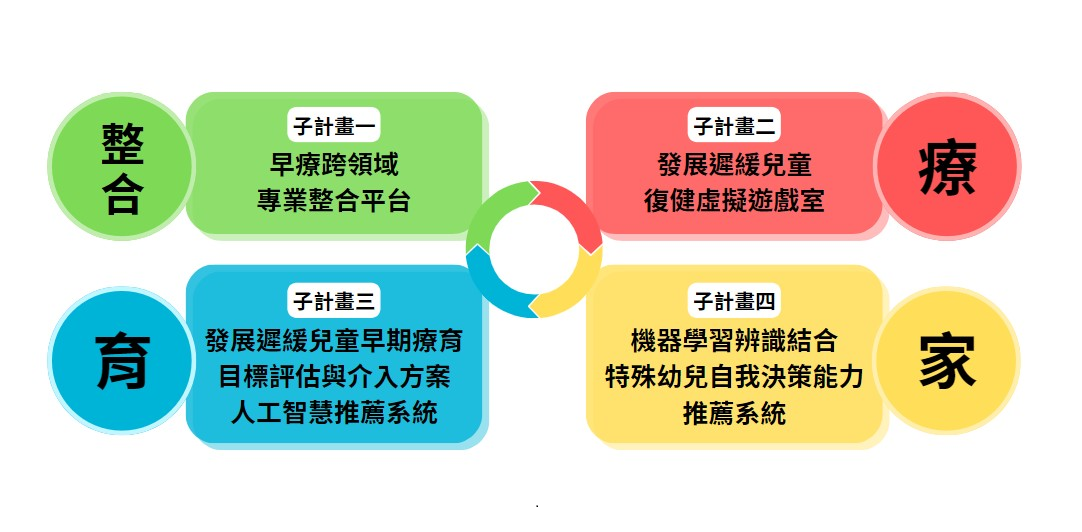 整
合
子計畫一
早療跨領域
專業整合平台
子計畫二
發展遲緩兒童
復健虛擬遊戲室
療
育
子計畫三
發展遲緩兒童早期療育
目標評估與介入方案
人工智慧推薦系統
子計畫四
機器學習辨識結合
特殊幼兒自我決策能力
推薦系統
家